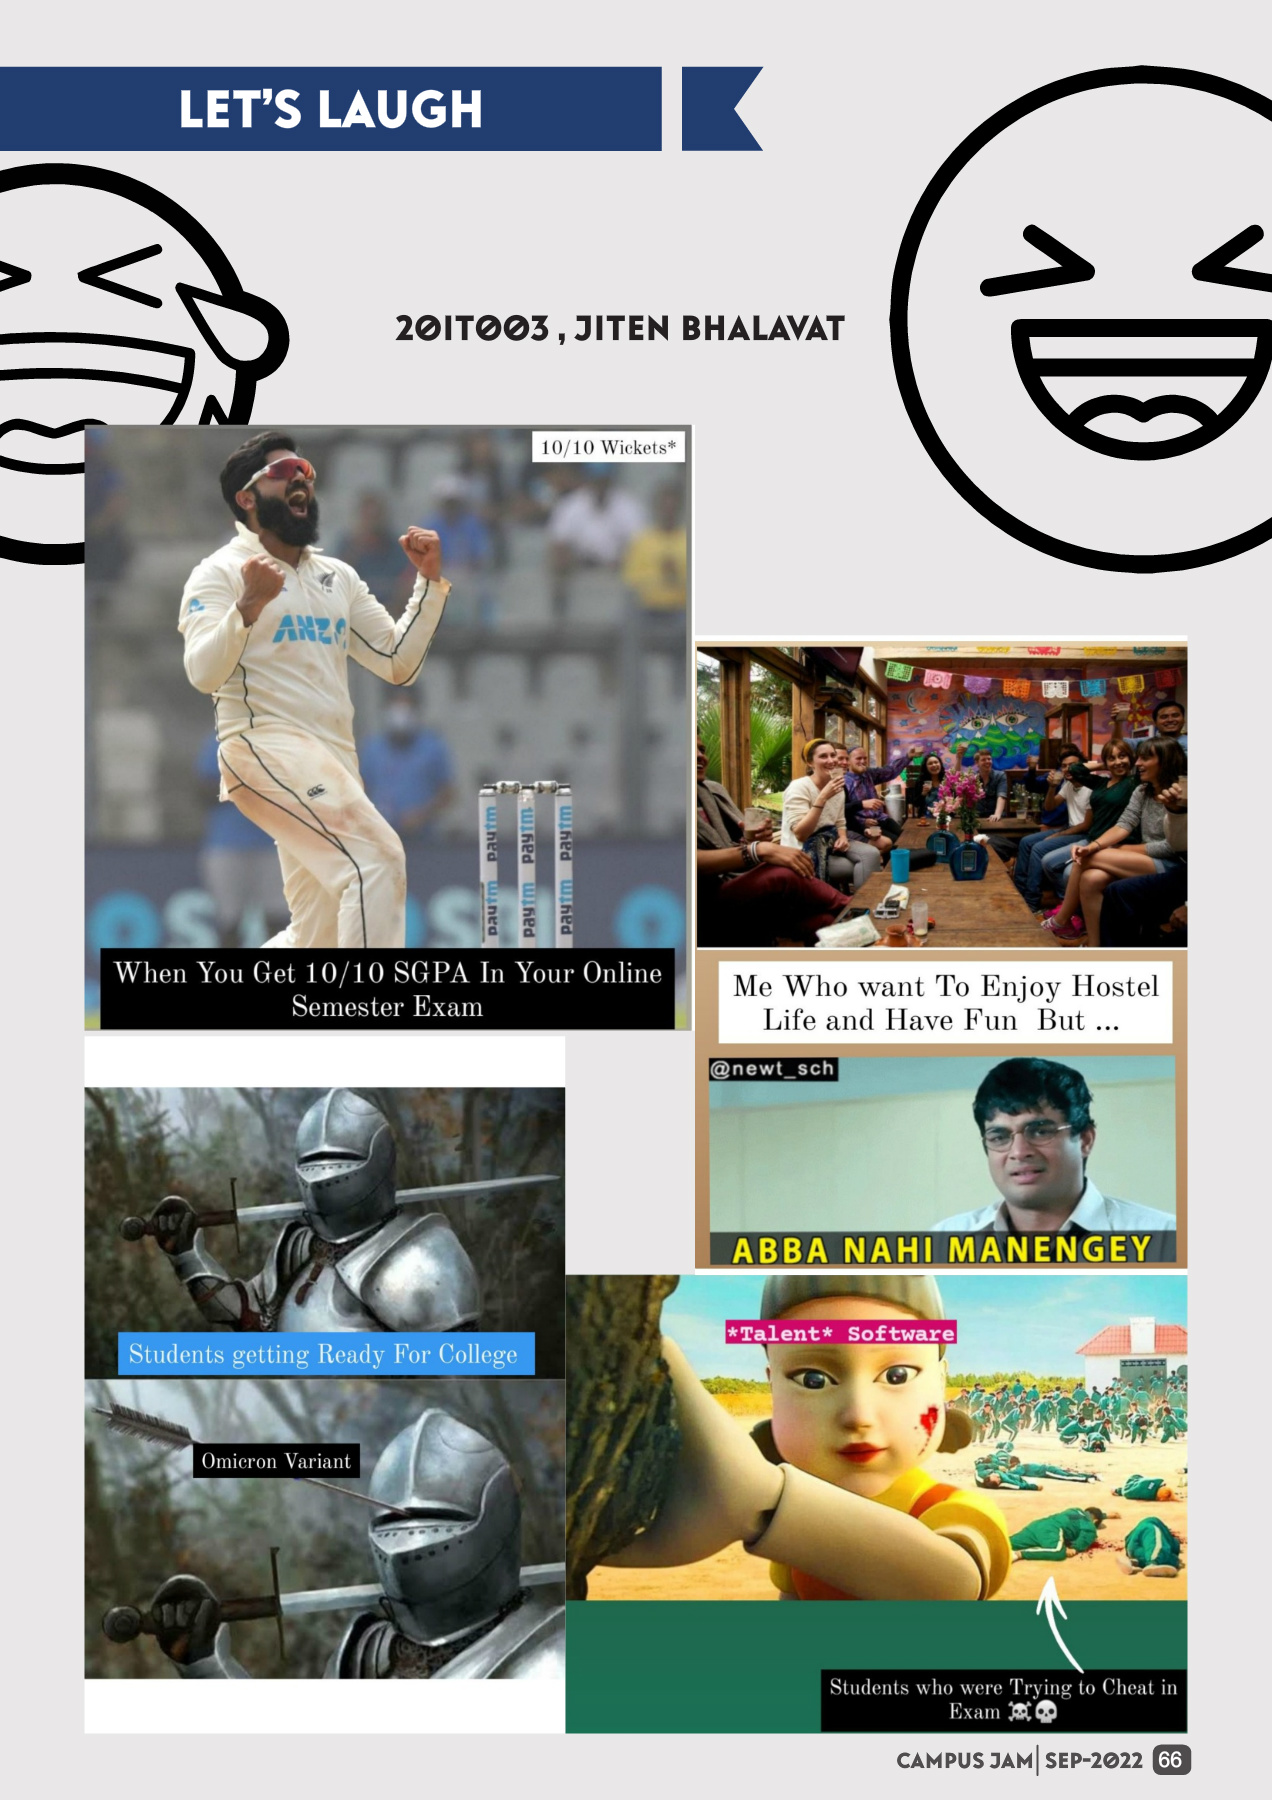 LET'S LAUGH
20IT003 , JITEN BHALAVAT
10/10 Wickets*
ANZ
paytm paytm paytm
paytm paytm paytm
When You Get 10/10 SGPA In Your Online
Semester Exam
Me Who want To Enjoy Hostel
Life and Have Fun But ...
@newt_sch
ABBA NAHI MANENGEY
Students getting Ready For College
Omicron Variant
*Talent* Software
Students who were Trying to Cheat in
Exam ☠️💀
CAMPUS JAM | SEP-2022 66